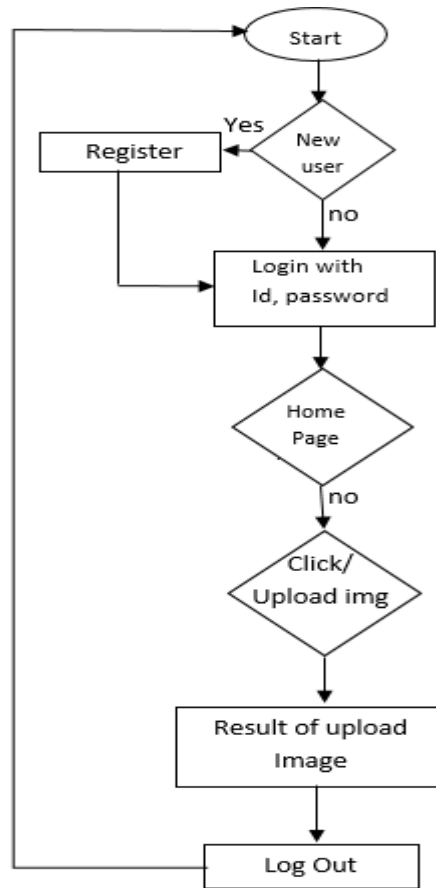 Start
Yes
New
user
Register
no
Login with
Id, password
Home
Page
no
Click/
Upload img
Result of upload
Image
Log Out